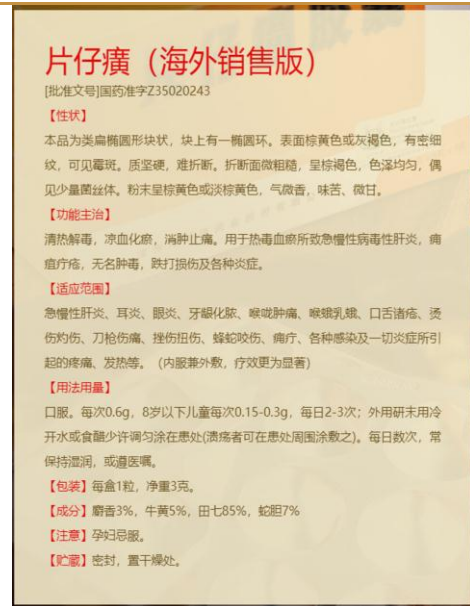 片仔癀（海外销售版）
[批准文号]国药准字Z35020243
【性状】
本品为类扁椭圆形块状，块上有一椭圆环。表面棕黄色或灰褐色，有密细
纹，可见霉斑。质坚硬，难折断。折断面微粗糙，呈棕褐色，色泽均匀，偶
见少量菌丝体。粉末呈棕黄色或淡棕黄色，气微香，味苦、微甘。
【功能主治】
清热解毒，凉血化瘀，消肿止痛。用于热毒血瘀所致急慢性病毒性肝炎，痈
疽疔疮，无名肿毒，跌打损伤及各种炎症。
【适应范围】
急慢性肝炎、耳炎、眼炎、牙龈化脓、喉咙肿痛、喉蛾乳蛾、口舌诸疮、烫
伤灼伤、刀枪伤痛、挫伤扭伤、蜂蛇咬伤、痈疔、各种感染及一切炎症所引
起的疼痛、发热等。（内服兼外敷，疗效更为显著）
【用法用量】
口服。每次0.6g，8岁以下儿童每次0.15-0.3g，每日2-3次；外用研末用冷
开水或食醋少许调匀涂在患处(溃疡者可在患处周围涂敷之)。每日数次，常
保持湿润，或遵医嘱。
【包装】每盒1粒，净重3克。
【成分】麝香3%，牛黄5%，田七85%，蛇胆7%
【注意】孕妇忌服。
【贮藏】密封，置干燥处。